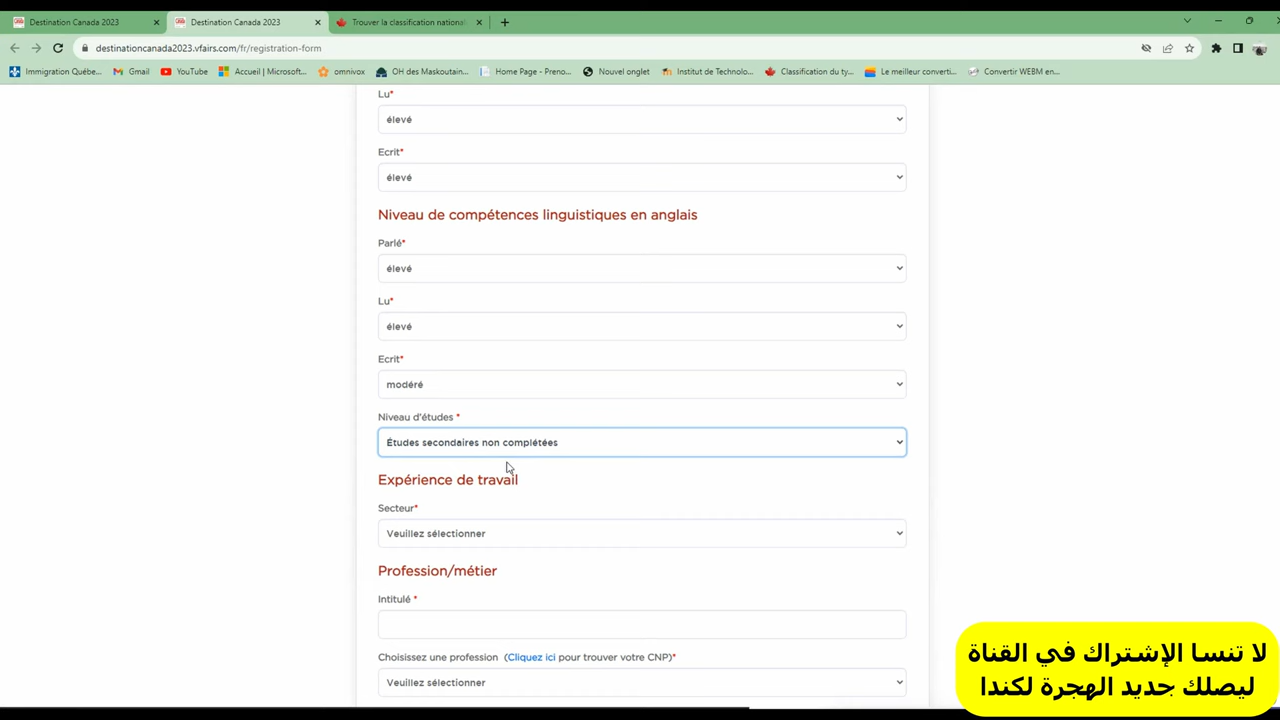 Destination Canada 2023
Destination Canada 2023
Trouver la classification national
destinationcanada2023.vfairs.com/fr/registration-form
Immigration Québe...
Gmail
YouTube
Accueil | Microsoft...
omnivox
OH des Maskoutain...
Home Page - Preno...
Nouvel onglet
Institut de Technolo...
Classification du ty...
Le meilleur converti...
Convertir WEBM en...
Lu*
élevé
Ecrit*
élevé
Niveau de compétences linguistiques en anglais
Parlé*
élevé
Lu*
élevé
Ecrit*
modéré
Niveau d'études *
Études secondaires non complétées
Expérience de travail
Secteur*
Veuillez sélectionner
Profession/métier
Intitulé *
Choisissez une profession (Cliquez ici pour trouver votre CNP)*
Veuillez sélectionner
لا تنسا الإشتراك في القناة
ليصلك جديد الهجرة لكندا